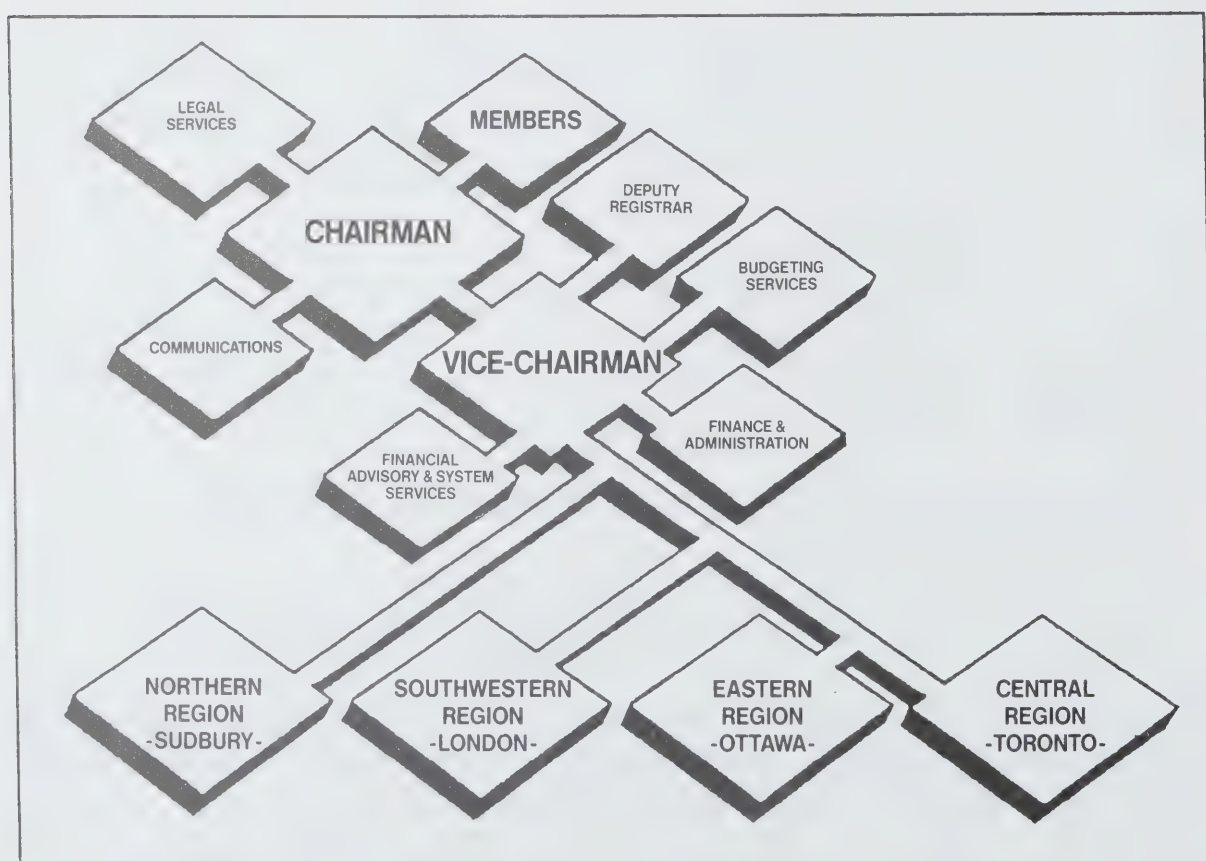 LEGAL
SERVICES
MEMBERS
DEPUTY
REGISTRAR
CHAIRMAN
BUDGETING
SERVICES
COMMUNICATIONS
VICE-CHAIRMAN
FINANCE &
ADMINISTRATION
FINANCIAL
ADVISORY & SYSTEM
SERVICES
NORTHERN
REGION
-SUDBURY-
SOUTHWESTERN
REGION
-LONDON-
EASTERN
REGION
-OTTAWA-
CENTRAL
REGION
-TORONTO-